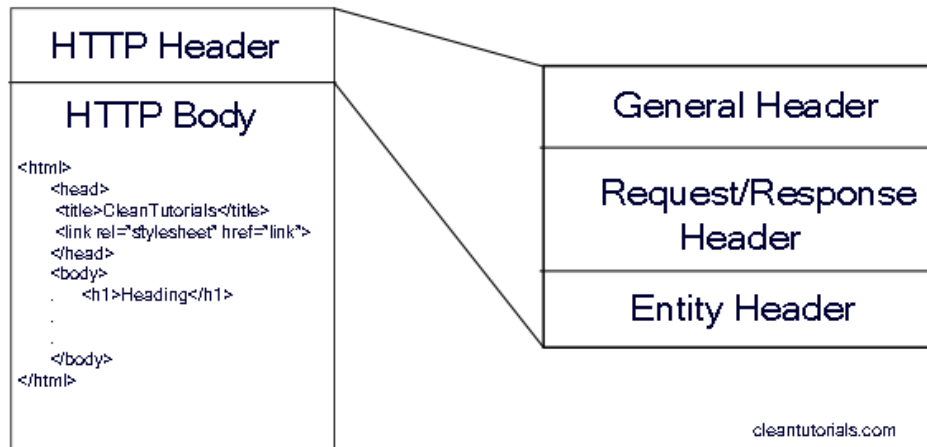 HTTP Header
HTTP Body
<html>
<head>
<title>CleanTutorials</title>
<link rel="stylesheet" href="link">
</head>
<body>
. <h1>Heading</h1>
.
.
</body>
</html>
General Header
Request/Response
Header
Entity Header
cleantutorials.com